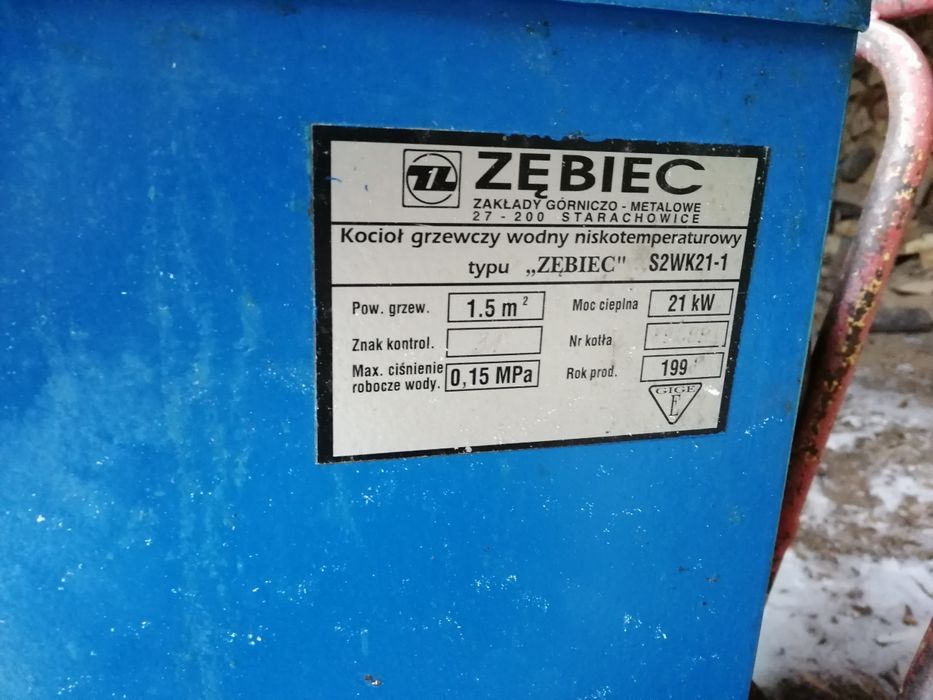 ZĘBIEC
ZAKŁADY GÓRNICZO - METALOWE
27 - 200 STARACHOWICE
Kocioł grzewczy wodny niskotemperaturowy
typu „ZĘBIEC" S2WK21-1
Pow. grzew. 1.5 m² Moc cieplna 21 kW
Znak kontrol. Nr kotła
Max. ciśnienie robocze wody. 0,15 MPa Rok prod. 199
GIGE
E